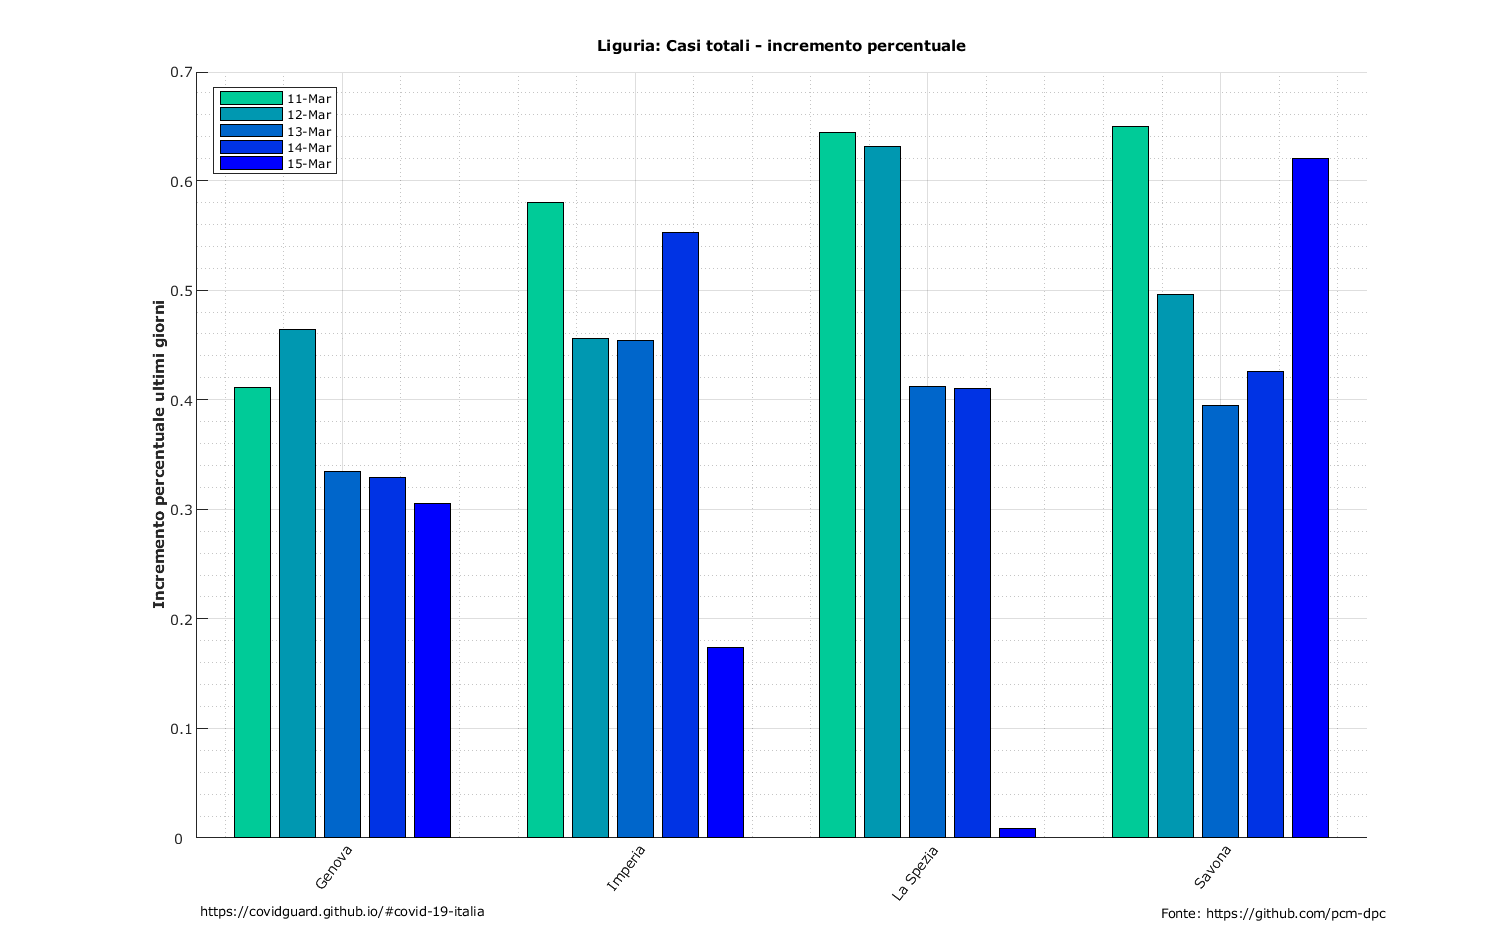 Liguria: Casi totali - incremento percentuale
11-Mar
12-Mar
13-Mar
14-Mar
15-Mar
Incremento percentuale ultimi giorni
0.7
0.6
0.5
0.4
0.3
0.2
0.1
0
Genova
Imperia
La Spezia
Savona
https://covidguard.github.io/#covid-19-italia
Fonte: https://github.com/pcm-dpc